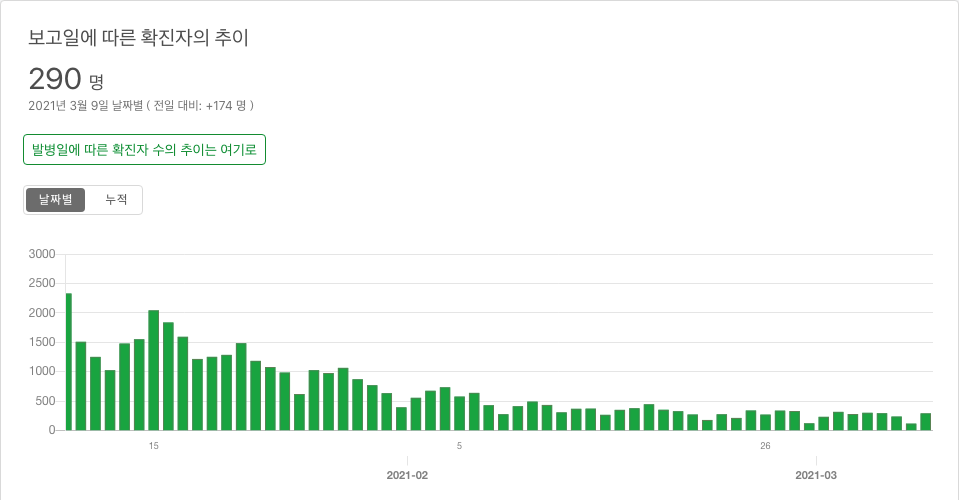 보고일에 따른 확진자의 추이
290 명
2021년 3월 9일 날짜별 ( 전일 대비: +174 명 )
발병일에 따른 확진자 수의 추이는 여기로
날짜별 누적
3000
2500
2000
1500
1000
500
0
15 5 26
2021-02 2021-03